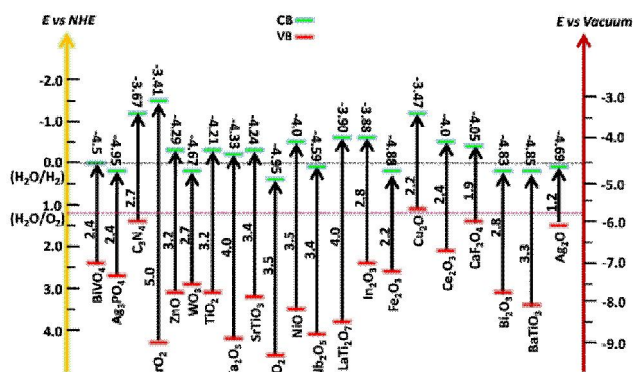 E vs NHE
CB
VB
E vs Vacuum
-2.0
-1.0
0.0
(H₂O/H₂)
1.0
(H₂O/O₂)
2.0
3.0
4.0
-3.0
-4.0
-5.0
-6.0
-7.0
-8.0
-9.0
-4.5
2.4
BiVO₄
-4.95
2.4
Ag₃PO₄
-3.67
2.7
C₃N₄
-3.41
5.0
rO₂
-4.29
3.2
ZnO
-4.67
2.7
WO₃
-4.21
3.2
TiO₂
-4.33
4.0
a₂O₅
-4.24
3.4
SrTiO₃
-4.95
3.5
O₂
-4.0
3.5
NiO
-4.59
3.4
Nb₂O₅
-3.90
4.0
LaTi₂O₇
-3.88
2.8
In₂O₃
-4.88
2.2
Fe₂O₃
-3.47
2.2
Cu₂O
-4.0
2.4
Ce₂O₃
-4.05
1.9
CaF₂O₄
-4.83
2.8
Bi₂O₃
-4.85
3.3
BaTiO₃
-4.69
1.2
Ag₂O